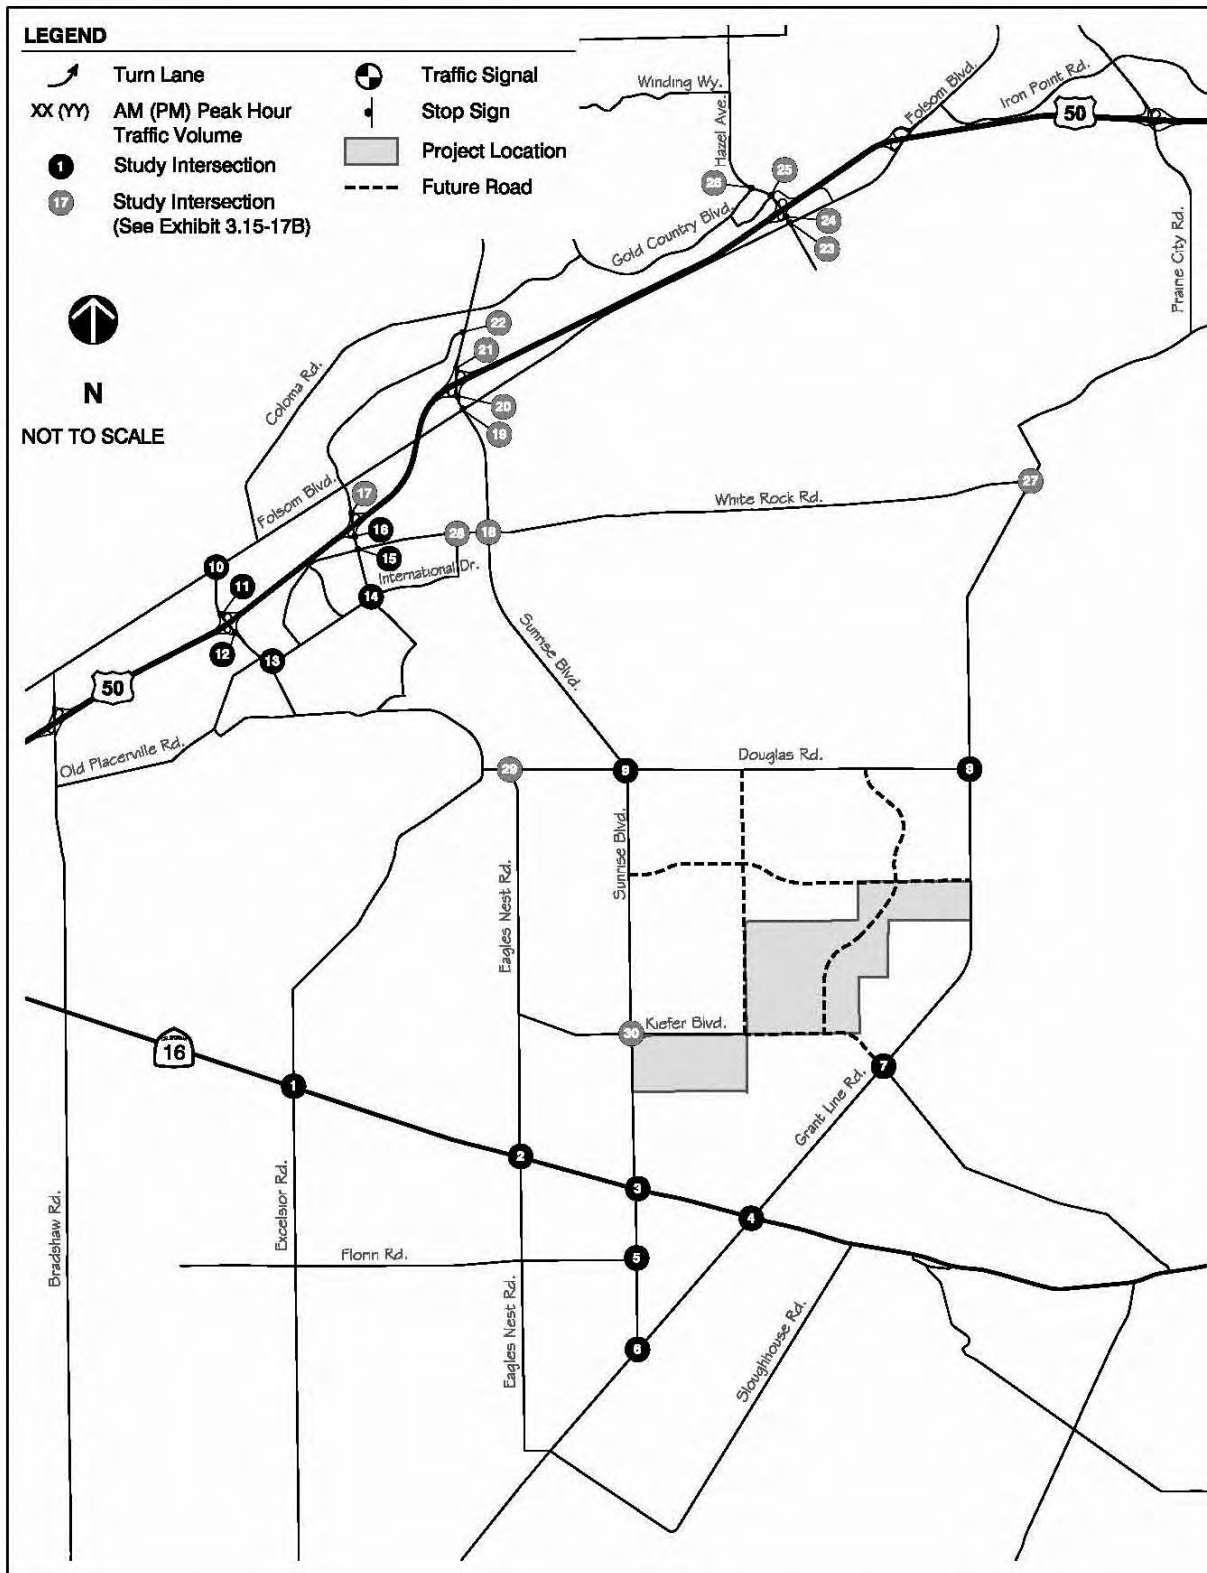 LEGEND
Turn Lane
XX (YY) AM (PM) Peak Hour
Traffic Volume
1 Study Intersection
17 Study Intersection
(See Exhibit 3.15-17B)
Traffic Signal
Stop Sign
Project Location
Future Road
N
NOT TO SCALE
Winding Wy.
Hazel Ave.
Folsom Blvd.
Iron Point Rd.
50
26
25
24
23
Gold Country Blvd.
Prairie City Rd.
22
21
20
19
Coloma Rd.
Folsom Blvd.
17
16
15
28
18
White Rock Rd.
27
International Dr.
10
11
14
12
13
Sunrise Blvd.
50
Old Placerville Rd.
29
9
Douglas Rd.
8
Sunrise Blvd.
Eagles Nest Rd.
30
Kiefer Blvd.
CALIFORNIA
16
1
7
Grant Line Rd.
2
3
4
Bradshaw Rd.
Excelsior Rd.
Florin Rd.
5
Eagles Nest Rd.
6
Sloughhouse Rd.